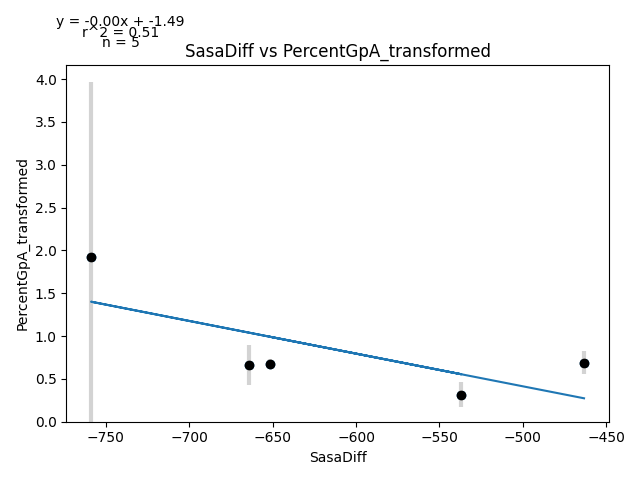 y = -0.00x + -1.49
r^2 = 0.51
n = 5
SasaDiff vs PercentGpA_transformed
4.0
3.5
3.0
2.5
2.0
1.5
1.0
0.5
0.0
PercentGpA_transformed
−750
−700
−650
−600
−550
−500
−450
SasaDiff